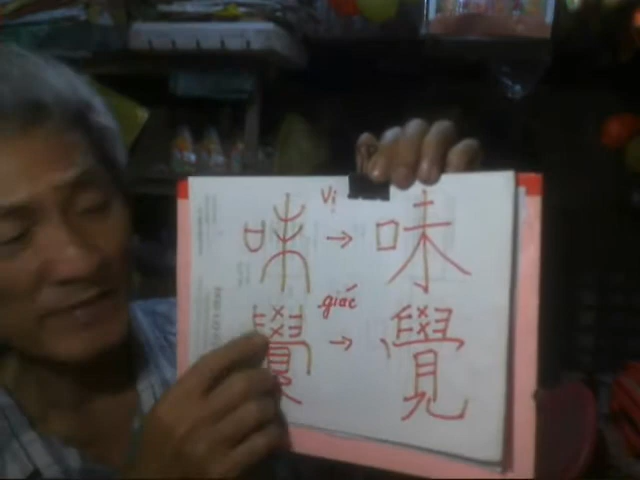 Vị
味 → 味
giác
覺 → 覺